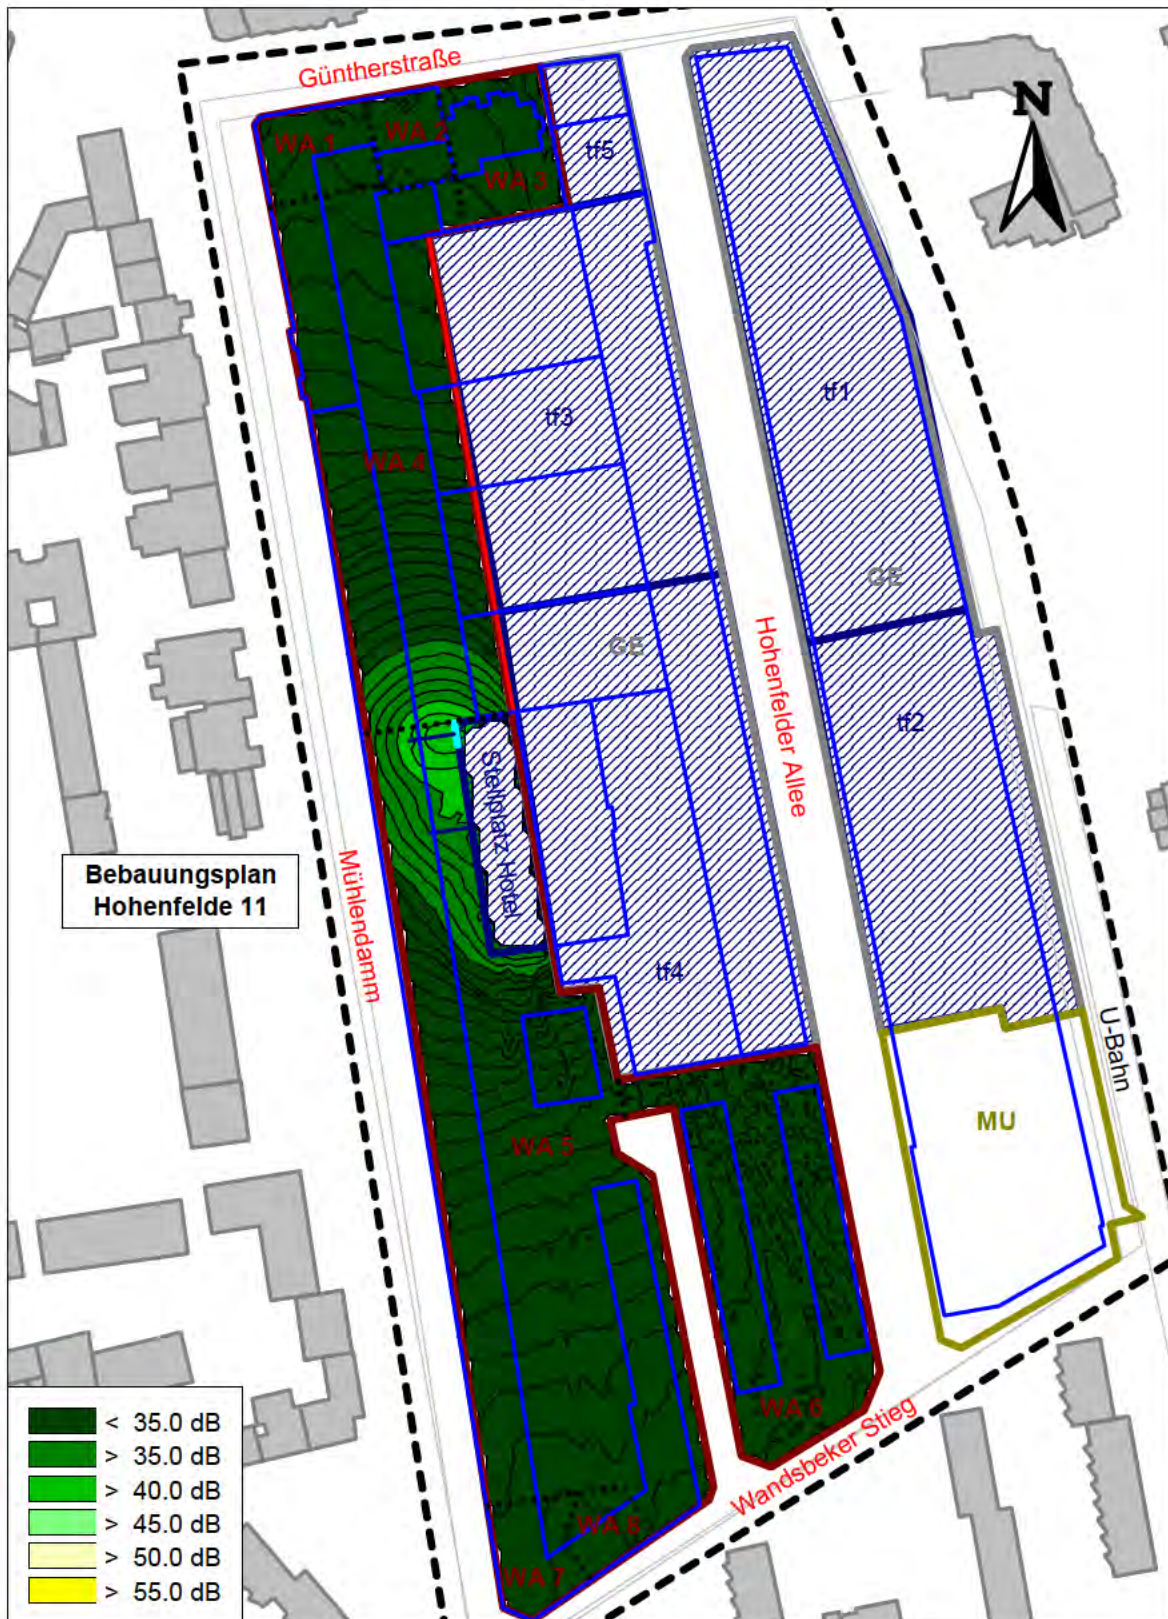 Güntherstraße
N
WA 1
WA 2
WA 3
tf5
tf3
tf1
WA 4
GE
GE
Hohenfelder Allee
tf2
Stellplatz Hotel
Bebauungsplan
Hohenfelde 11
Mühlendamm
tf4
U-Bahn
MU
WA 5
WA 6
Wandsbeker Stieg
WA 8
WA 7
< 35.0 dB
> 35.0 dB
> 40.0 dB
> 45.0 dB
> 50.0 dB
> 55.0 dB